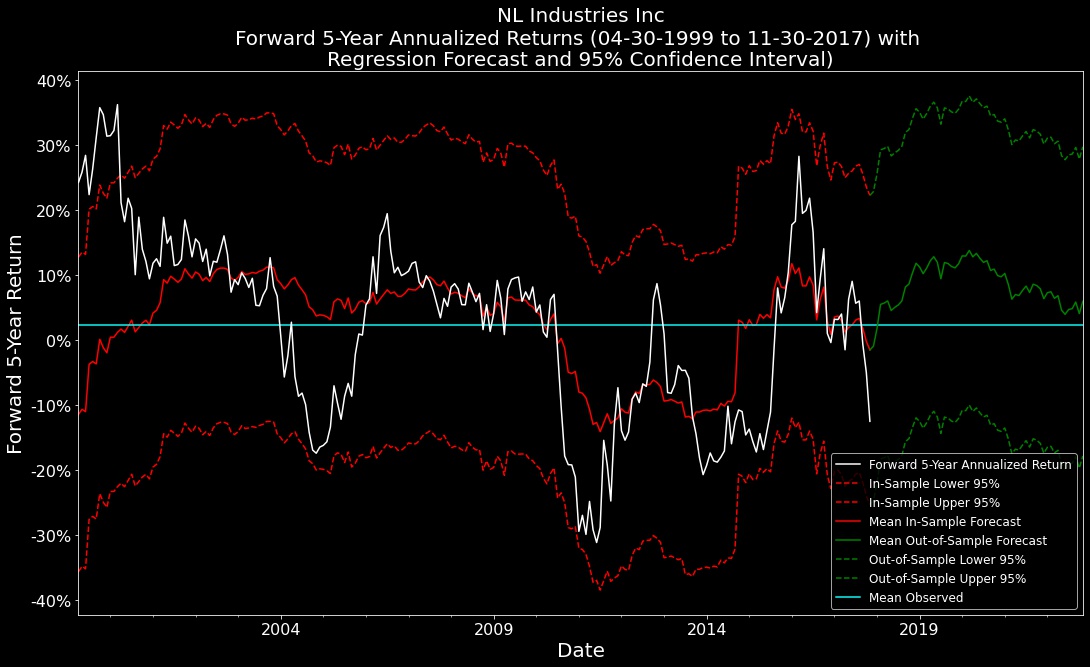 NL Industries Inc
Forward 5-Year Annualized Returns (04-30-1999 to 11-30-2017) with
Regression Forecast and 95% Confidence Interval)
Forward 5-Year Return
40%
30%
20%
10%
0%
-10%
-20%
-30%
-40%
Forward 5-Year Annualized Return
In-Sample Lower 95%
In-Sample Upper 95%
Mean In-Sample Forecast
Mean Out-of-Sample Forecast
Out-of-Sample Lower 95%
Out-of-Sample Upper 95%
Mean Observed
2004
2009
2014
2019
Date